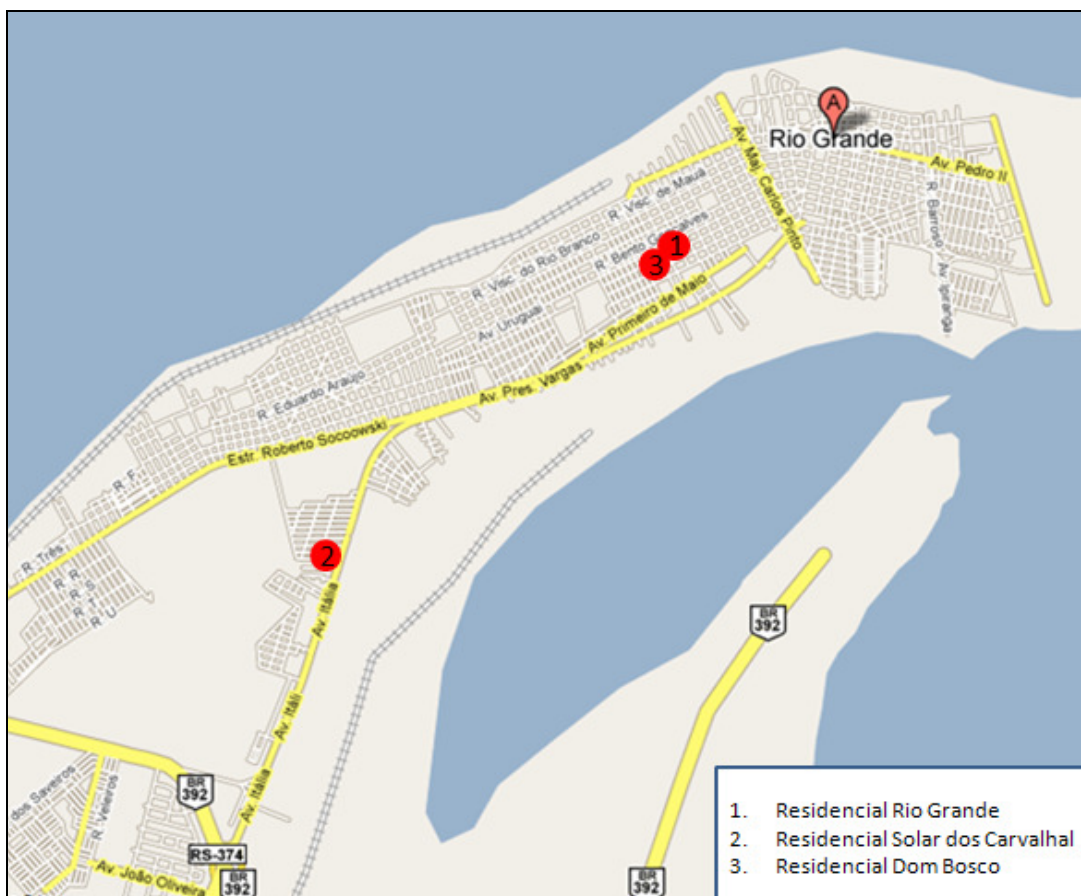 A
Rio Grande
Av. Pedro II
Av. Maj. Carlos Pinto
R. Barroso
Av. Ipiranga
R. Visc. de Mauá
R. Visc. do Rio Branco
R. Bento Gonçalves
1
3
Av. Uruguai
Av. Primeiro de Maio
Av. Pres. Vargas
R. Eduardo Araujo
Estr. Roberto Socoowski
R. F
R. Três
R. R
R. S
R. T
R. U
2
Av. Itália
Av. Itáli
Av. Itália
BR
392
BR
392
dos Saveiros
R. Veleiros
RS-374
Av. João Oliveira
BR
392
BR
392
1. Residencial Rio Grande
2. Residencial Solar dos Carvalhal
3. Residencial Dom Bosco